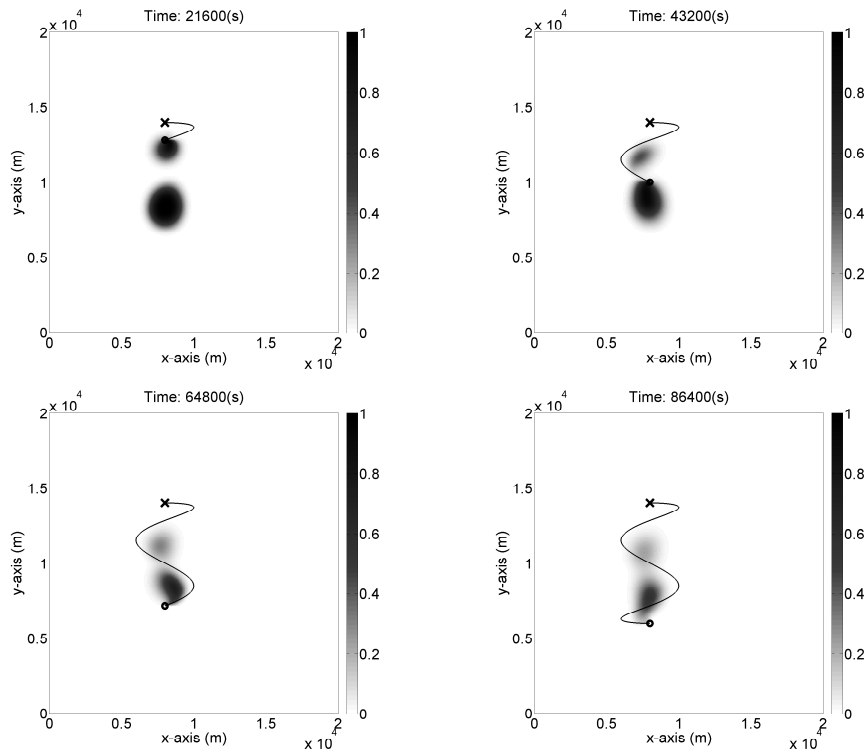 Time: 21600(s)
x 10^4
2
1.5
1
0.5
0
y-axis (m)
0 0.5 1 1.5 2
x-axis (m)
x 10^4
1
0.8
0.6
0.4
0.2
0
Time: 43200(s)
x 10^4
2
1.5
1
0.5
0
y-axis (m)
0 0.5 1 1.5 2
x-axis (m)
x 10^4
1
0.8
0.6
0.4
0.2
0
Time: 64800(s)
x 10^4
2
1.5
1
0.5
0
y-axis (m)
0 0.5 1 1.5 2
x-axis (m)
x 10^4
1
0.8
0.6
0.4
0.2
0
Time: 86400(s)
x 10^4
2
1.5
1
0.5
0
y-axis (m)
0 0.5 1 1.5 2
x-axis (m)
x 10^4
1
0.8
0.6
0.4
0.2
0